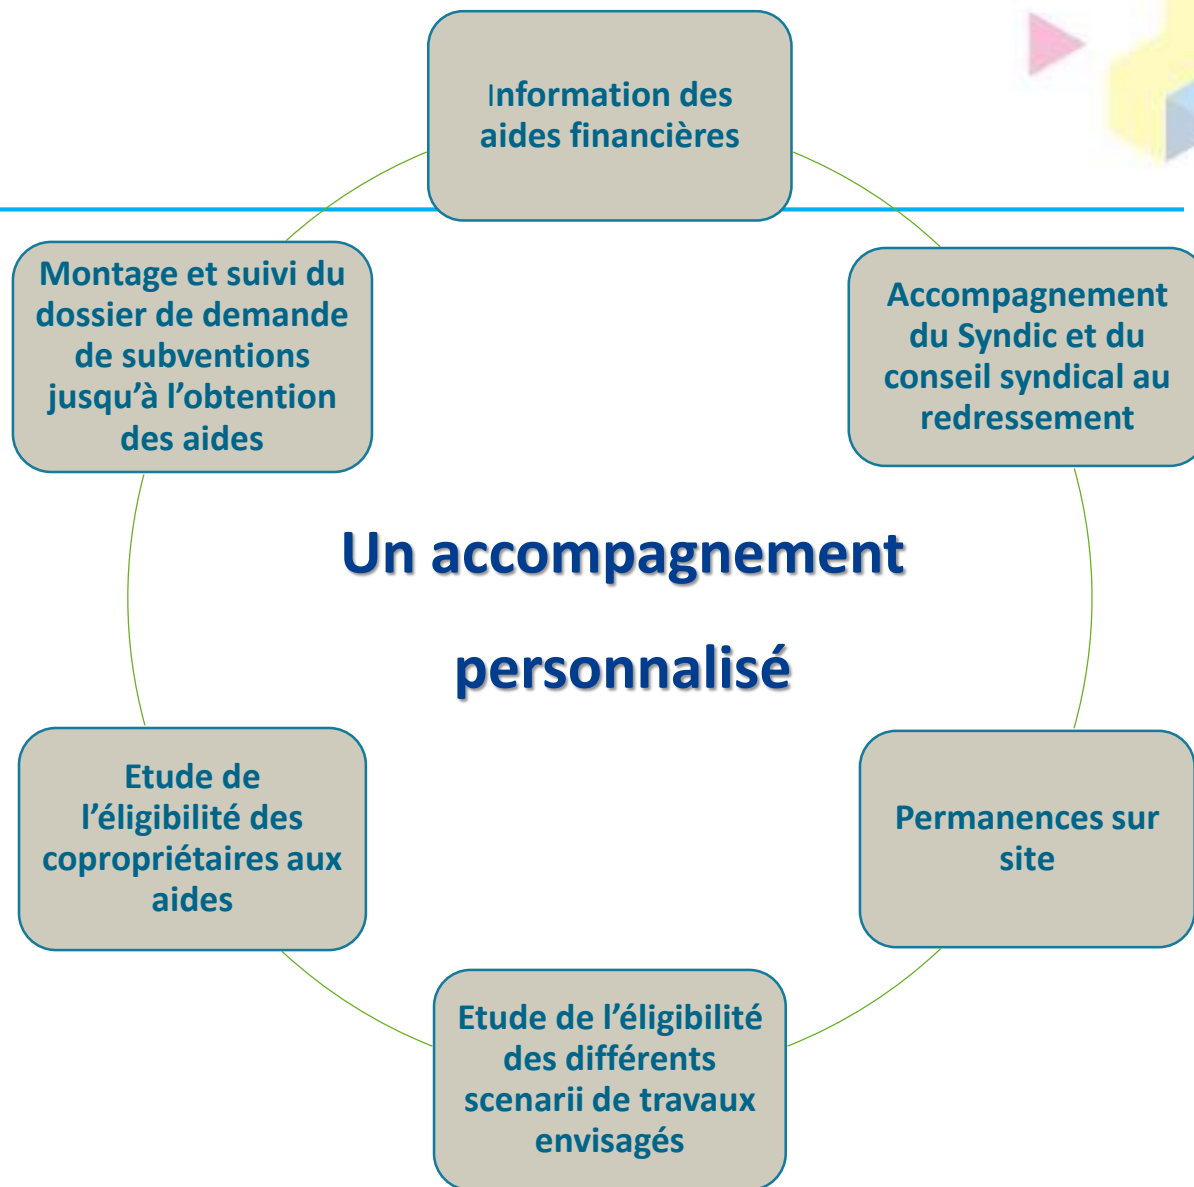 Information des
aides financières
Accompagnement
du Syndic et du
conseil syndical au
redressement
Permanences sur
site
Etude de l’éligibilité
des différents
scenarii de travaux
envisagés
Etude de
l’éligibilité des
copropriétaires aux
aides
Montage et suivi du
dossier de demande
de subventions
jusqu’à l’obtention
des aides
Un accompagnement
personnalisé